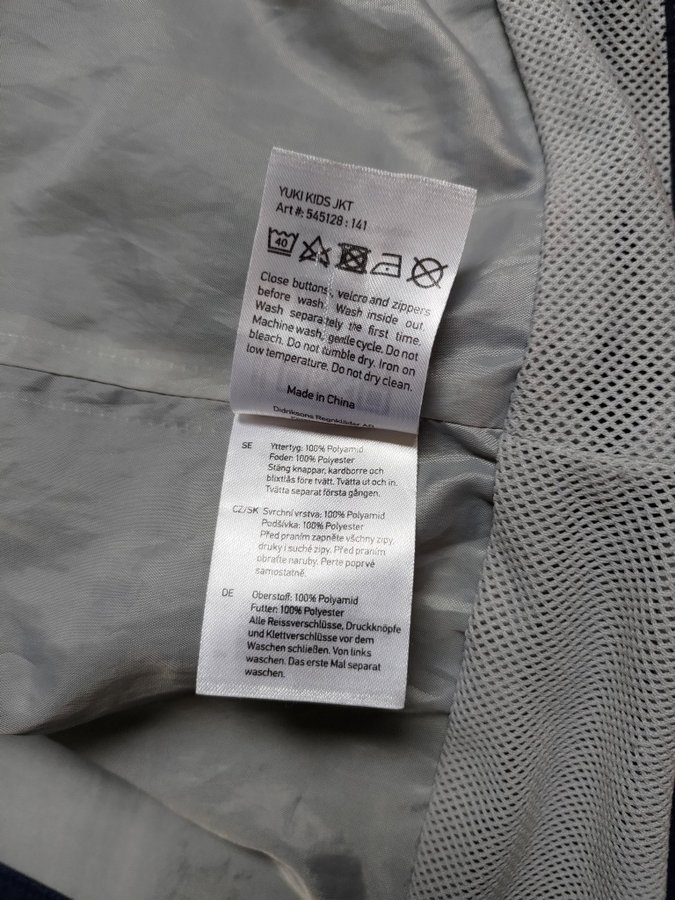 YUKI KIDS JKT
Art #: 545128 : 141
40
Close buttons, velcro and zippers
before wash. Wash inside out.
Wash separately the first time.
Machine wash, gentle cycle. Do not
bleach. Do not tumble dry. Iron on
low temperature. Do not dry clean.
Made in China
Didriksons Regnkläder AB
SE Yttertyg: 100% Polyamid
Foder: 100% Polyester
Stäng knappar, kardborre och
blixtlås före tvätt. Tvätta ut och in.
Tvätta separat första gången.
CZ/SK Svrchní vrstva: 100% Polyamid
Podšívka: 100% Polyester
Před praním zapněte všchny zipy,
druky i suché zipy. Před praním
obraťte naruby. Perte poprvé
samostatně.
DE Oberstoff: 100% Polyamid
Futter: 100% Polyester
Alle Reissverschlüsse, Druckknöpfe
und Klettverschlüsse vor dem
Waschen schließen. Von links
waschen. Das erste Mal separat
waschen.